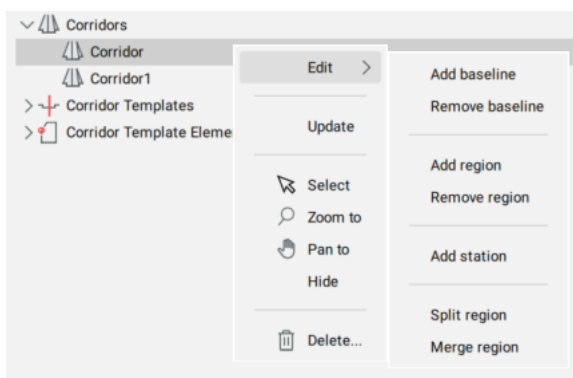 Corridors
Corridor
Corridor1
Corridor Templates
Corridor Template Eleme
Edit
Update
Select
Zoom to
Pan to
Hide
Delete...
Add baseline
Remove baseline
Add region
Remove region
Add station
Split region
Merge region